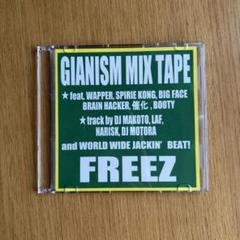 GIANISM MIX TAPE
★feat. WAPPER, SPIRIE KONG, BIG FACE
BRAIN HACKER, 催化, BOOTY
★track by DJ MAKOTO, LAF,
NARISK, DJ MOTORA
and WORLD WIDE JACKIN' BEAT!
FREEZ